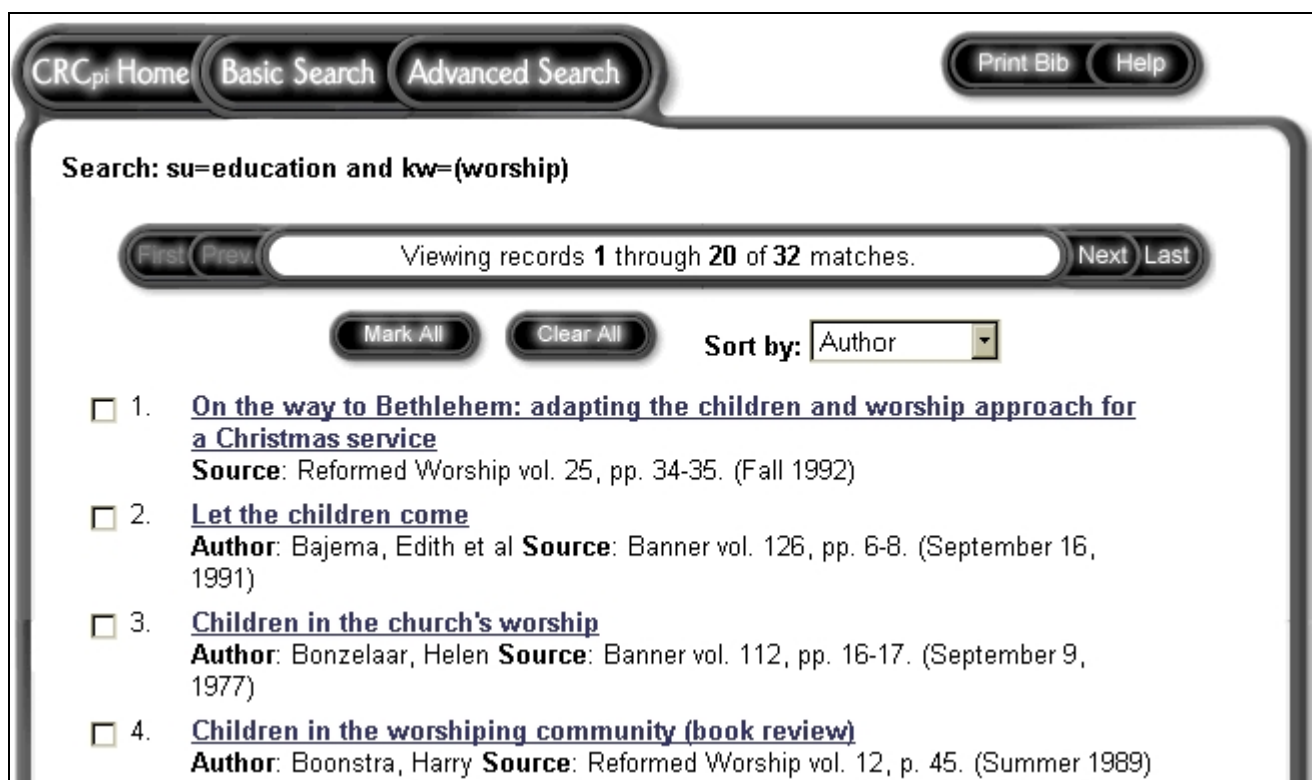 CRCpi Home Basic Search Advanced Search Print Bib Help
Search: su=education and kw=(worship)
First Prev. Viewing records 1 through 20 of 32 matches. Next Last
Mark All Clear All Sort by: Author
1. On the way to Bethlehem: adapting the children and worship approach for
a Christmas service
Source: Reformed Worship vol. 25, pp. 34-35. (Fall 1992)
2. Let the children come
Author: Bajema, Edith et al Source: Banner vol. 126, pp. 6-8. (September 16,
1991)
3. Children in the church's worship
Author: Bonzelaar, Helen Source: Banner vol. 112, pp. 16-17. (September 9,
1977)
4. Children in the worshiping community (book review)
Author: Boonstra, Harry Source: Reformed Worship vol. 12, p. 45. (Summer 1989)